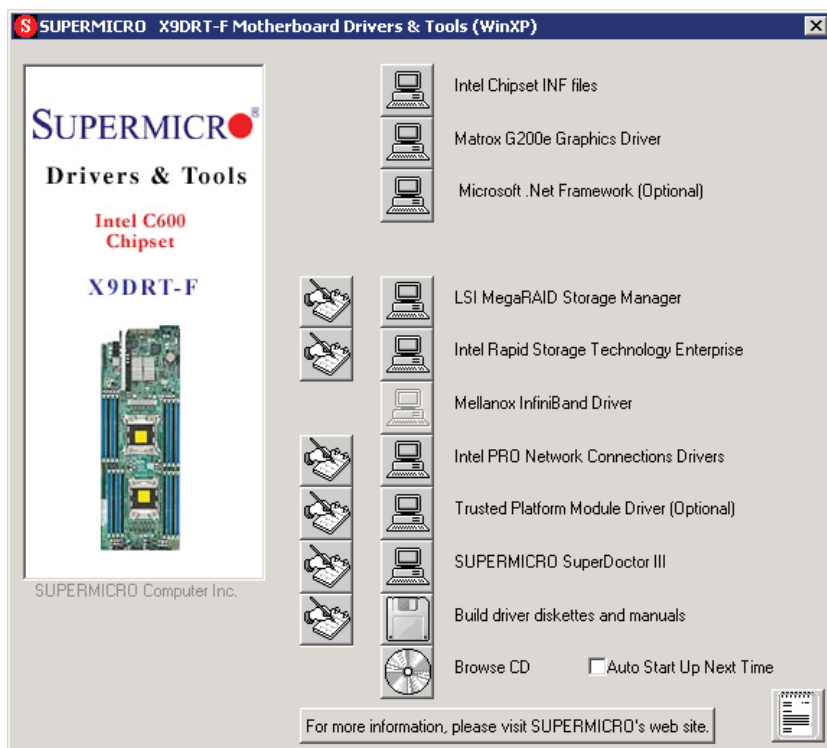 SUPERMICRO X9DRT-F Motherboard Drivers & Tools (WinXP)
SUPERMICRO®
Drivers & Tools
Intel C600
Chipset
X9DRT-F
SUPERMICRO Computer Inc.
Intel Chipset INF files
Matrox G200e Graphics Driver
Microsoft .Net Framework (Optional)
LSI MegaRAID Storage Manager
Intel Rapid Storage Technology Enterprise
Mellanox InfiniBand Driver
Intel PRO Network Connections Drivers
Trusted Platform Module Driver (Optional)
SUPERMICRO SuperDoctor III
Build driver diskettes and manuals
Browse CD Auto Start Up Next Time
For more information, please visit SUPERMICRO's web site.